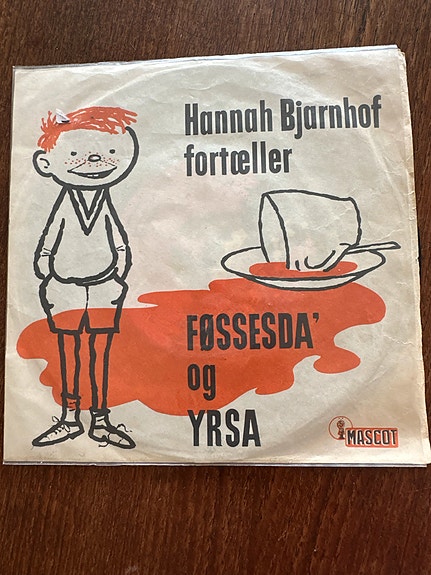 Hannah Bjarnhof
fortæller
FØSSESDA'
og
YRSA
MASCOT